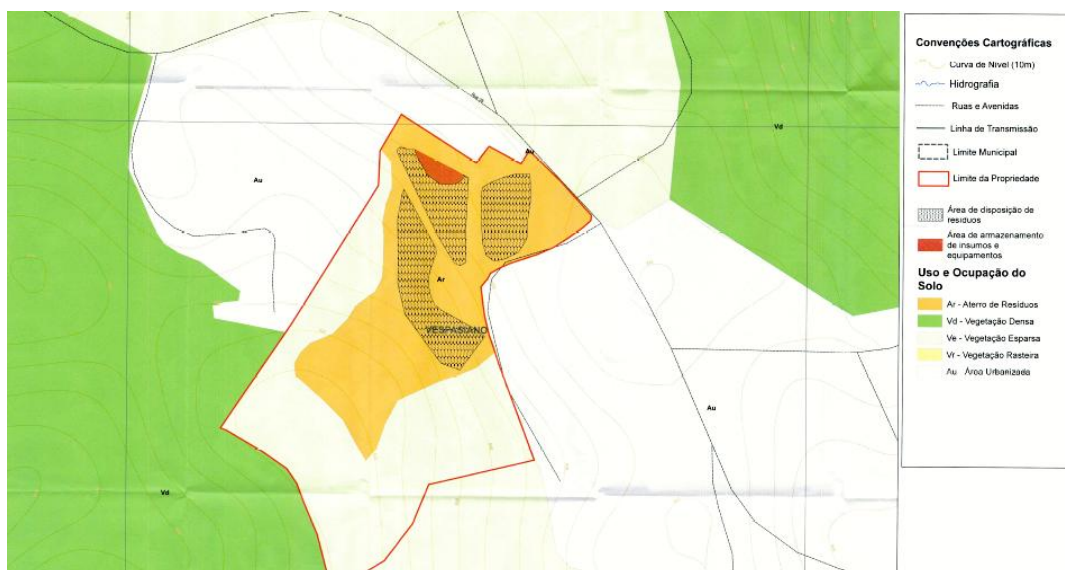 Au
Au
Vd
Ar
VESPASIANO
Au
Vd
Convenções Cartográficas
Curva de Nível (10m)
Hidrografia
Ruas e Avenidas
Linha de Transmissão
Limite Municipal
Limite da Propriedade
Área de disposição de
resíduos
Área de armazenamento
de insumos e
equipamentos
Uso e Ocupação do
Solo
Ar - Aterro de Resíduos
Vd - Vegetação Densa
Ve - Vegetação Esparsa
Vr - Vegetação Rasteira
Au Área Urbanizada